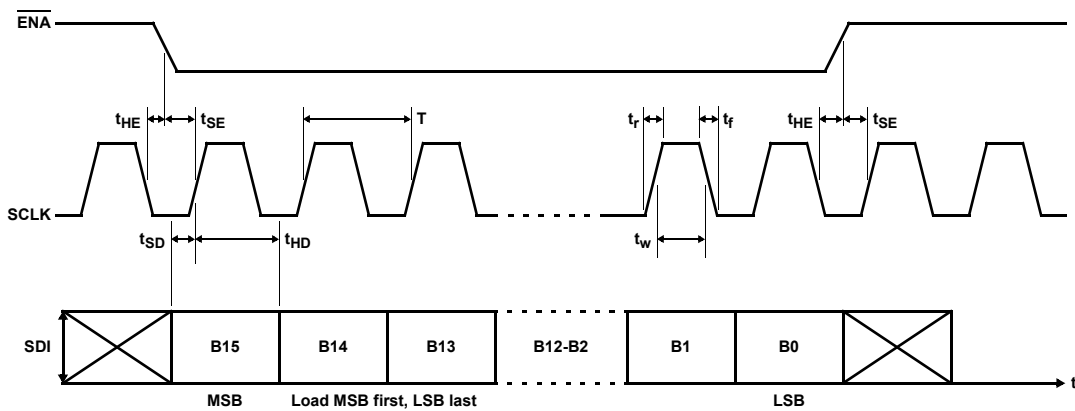 ENA
tHE tSE T tr tf tHE tSE
SCLK
tSD tHD tw
SDI B15 B14 B13 B12-B2 B1 B0 t
MSB Load MSB first, LSB last LSB